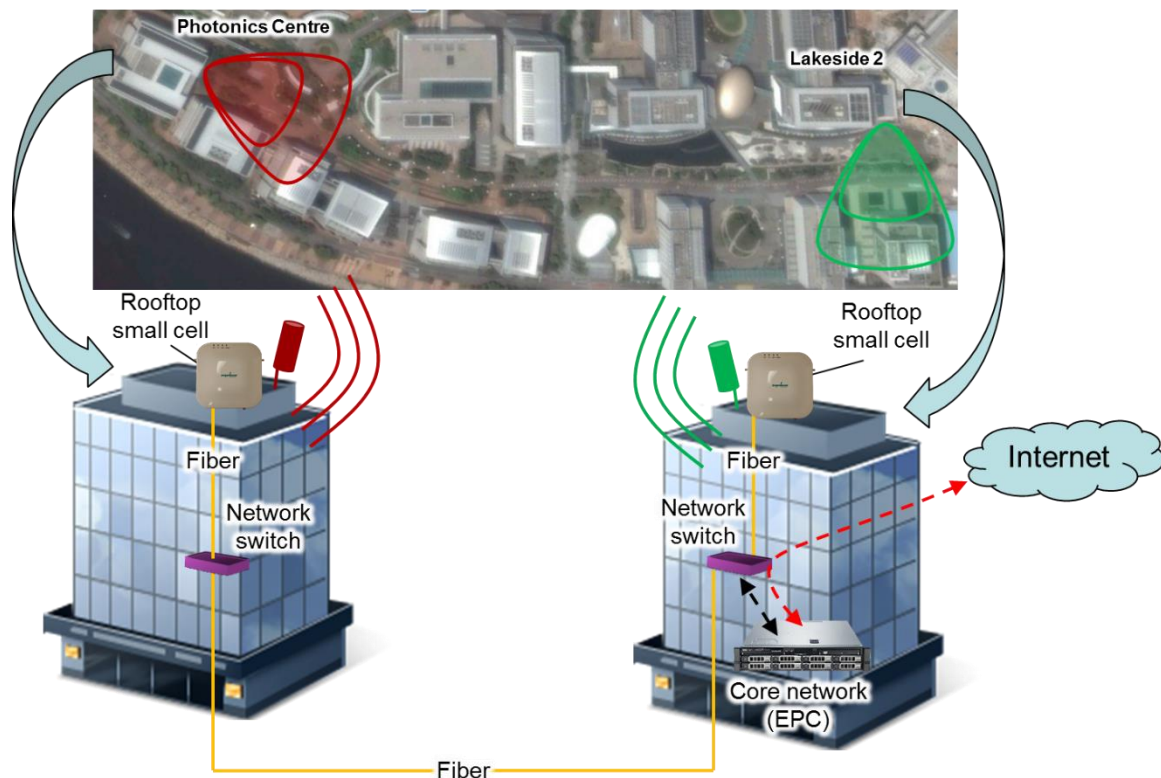 Photonics Centre
Lakeside 2
Rooftop
small cell
Rooftop
small cell
Fiber
Fiber
Internet
Network
switch
Network
switch
Core network
(EPC)
Fiber